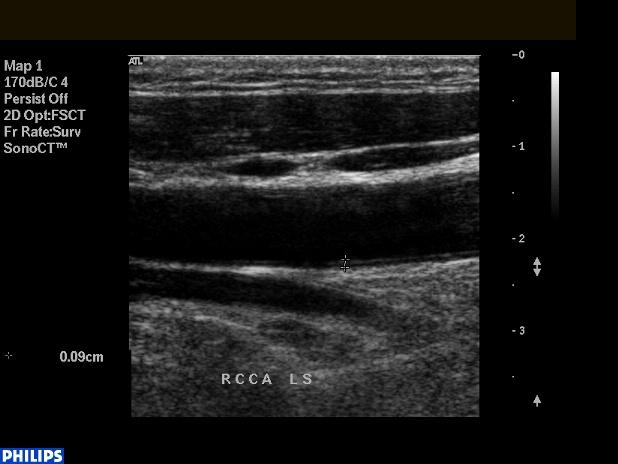 Map 1
170dB/C 4
Persist Off
2D Opt:FSCT
Fr Rate:Surv
SonoCT™
ATL
0
1
2
3
0.09cm
RCCA LS
PHILIPS